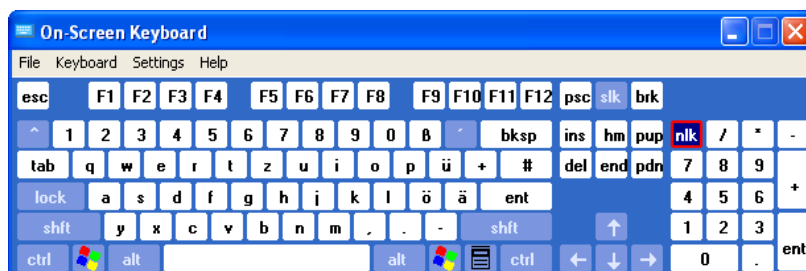 On-Screen Keyboard
File Keyboard Settings Help
esc F1 F2 F3 F4 F5 F6 F7 F8 F9 F10 F11 F12 psc slk brk
^ 1 2 3 4 5 6 7 8 9 0 ß ´ bksp ins hm pup nlk / * -
tab q w e r t z u i o p ü + # del end pdn 7 8 9
lock a s d f g h j k l ö ä ent 4 5 6 +
shft y x c v b n m , . - shft ↑ 1 2 3
ctrl alt alt ctrl ← ↓ → 0 . ent